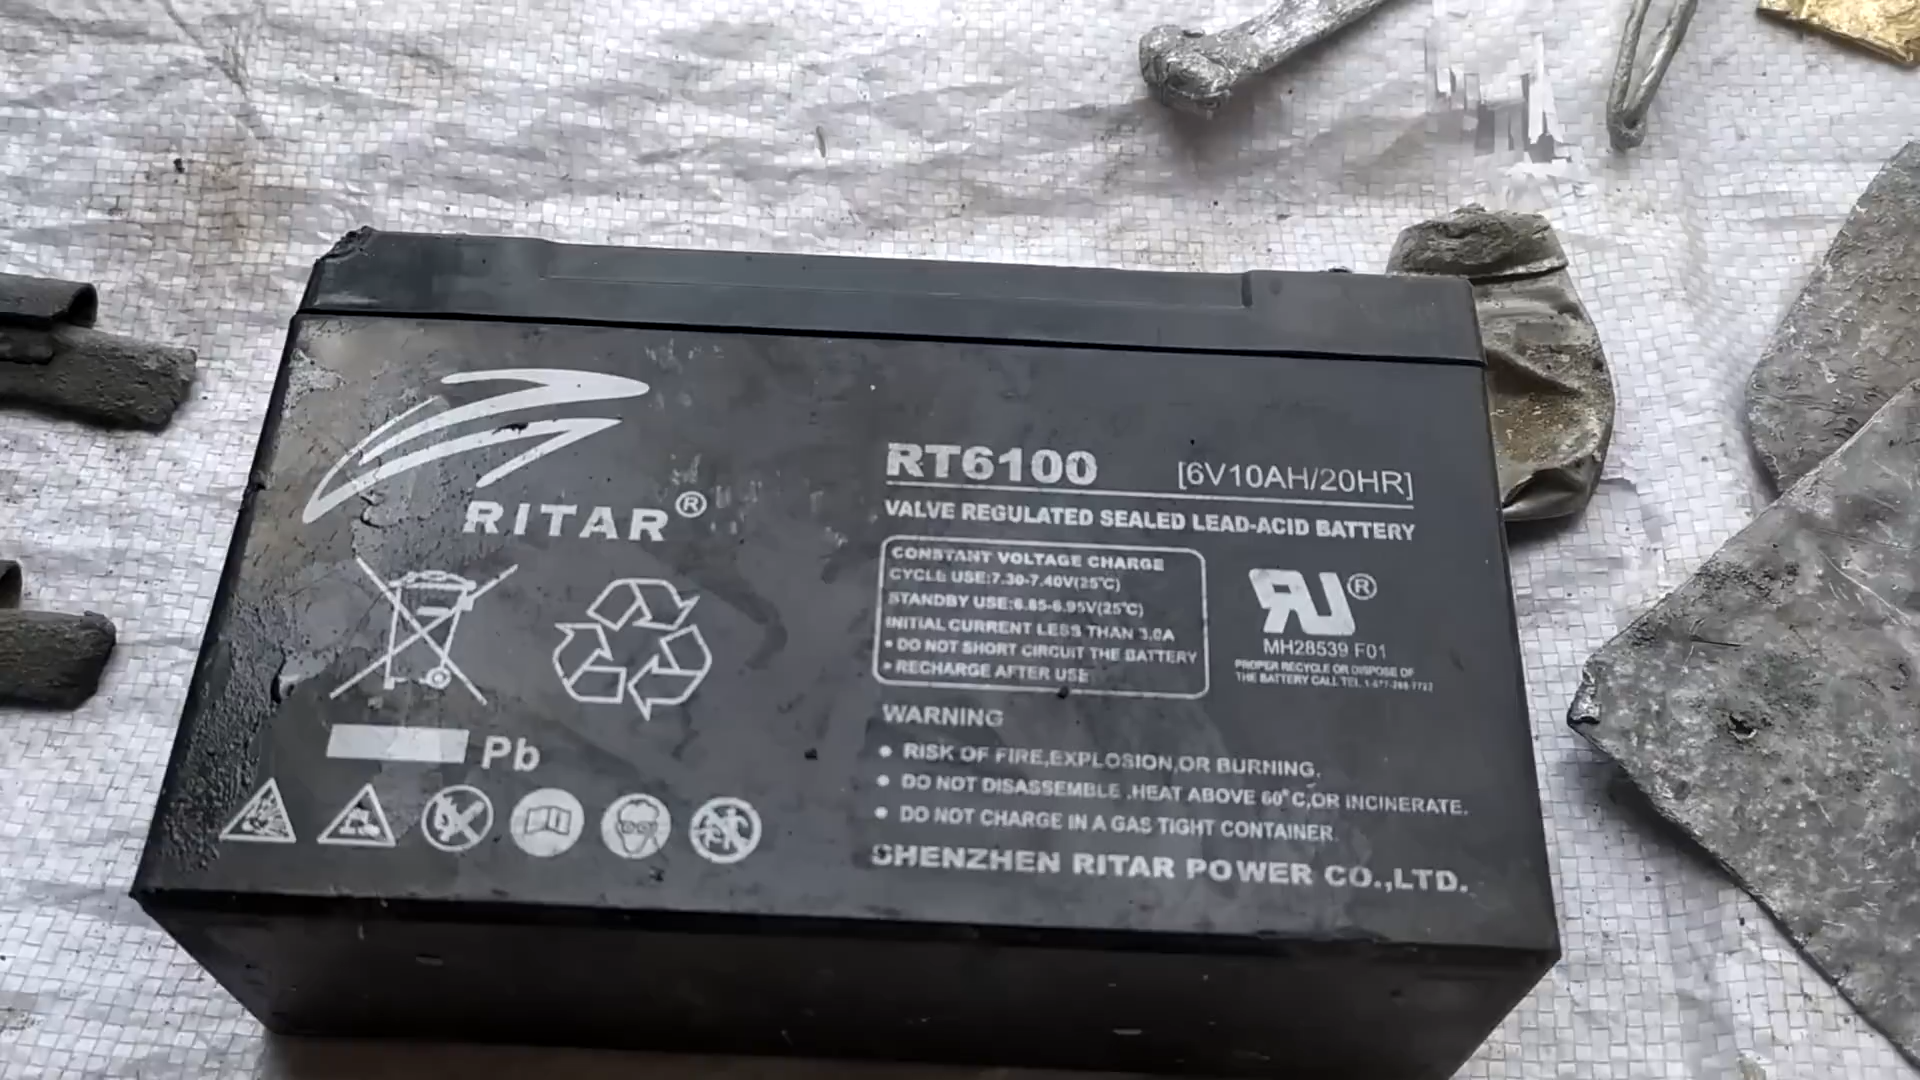 RITAR®
Pb
RT6100 [6V10AH/20HR]
VALVE REGULATED SEALED LEAD-ACID BATTERY
CONSTANT VOLTAGE CHARGE
CYCLE USE:7.30-7.40V(25°C)
STANDBY USE:6.85-6.95V(25°C)
INITIAL CURRENT LESS THAN 3.0A
• DO NOT SHORT CIRCUIT THE BATTERY
• RECHARGE AFTER USE
RU®
MH28539 F01
PROPER RECYCLE OR DISPOSE OF
THE BATTERY CALL TEL
WARNING
• RISK OF FIRE,EXPLOSION,OR BURNING.
• DO NOT DISASSEMBLE ,HEAT ABOVE 60°C,OR INCINERATE.
• DO NOT CHARGE IN A GAS TIGHT CONTAINER.
SHENZHEN RITAR POWER CO.,LTD.